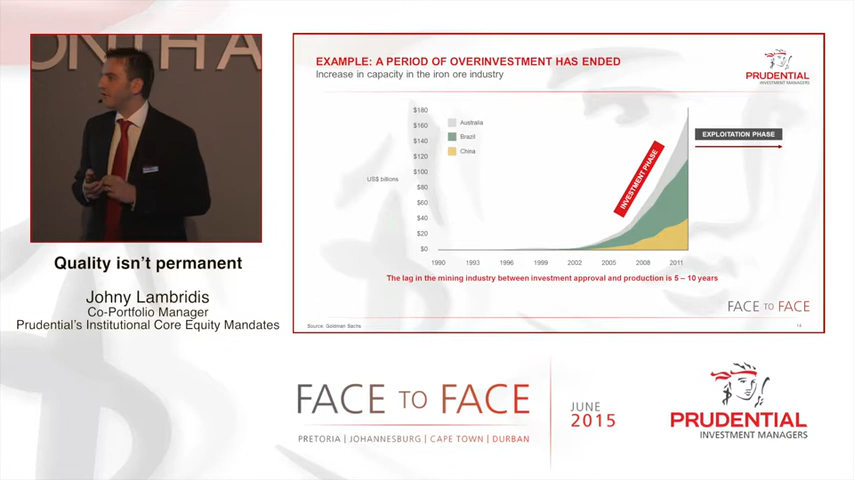 ONTHA
Quality isn't permanent
Johny Lambridis
Co-Portfolio Manager
Prudential's Institutional Core Equity Mandates
EXAMPLE: A PERIOD OF OVERINVESTMENT HAS ENDED
Increase in capacity in the iron ore industry
PRUDENTIAL
INVESTMENT MANAGERS
US$ billions
$180
$160
$140
$120
$100
$80
$60
$40
$20
$0
Australia
Brazil
China
INVESTMENT PHASE
EXPLOITATION PHASE
1990 1993 1996 1999 2002 2005 2008 2011
The lag in the mining industry between investment approval and production is 5 – 10 years
FACE TO FACE
Source: Goldman Sachs
14
FACE TO FACE
PRETORIA | JOHANNESBURG | CAPE TOWN | DURBAN
JUNE
2015
PRUDENTIAL
INVESTMENT MANAGERS